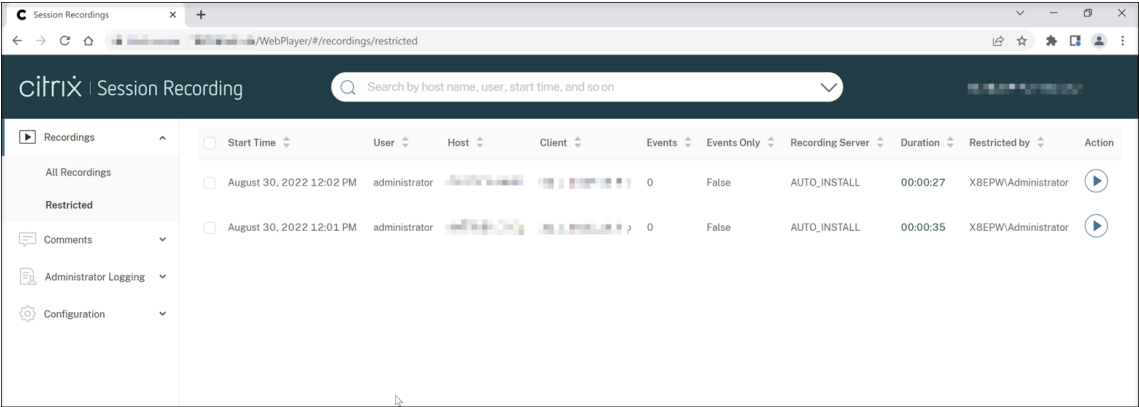 Session Recordings
/WebPlayer/#/recordings/restricted
citrix | Session Recording
Search by host name, user, start time, and so on
Recordings
All Recordings
Restricted
Comments
Administrator Logging
Configuration
Start Time User Host Client Events Events Only Recording Server Duration Restricted by Action
August 30, 2022 12:02 PM administrator 0 False AUTO_INSTALL 00:00:27 X8EPW\Administrator
August 30, 2022 12:01 PM administrator 0 False AUTO_INSTALL 00:00:35 X8EPW\Administrator